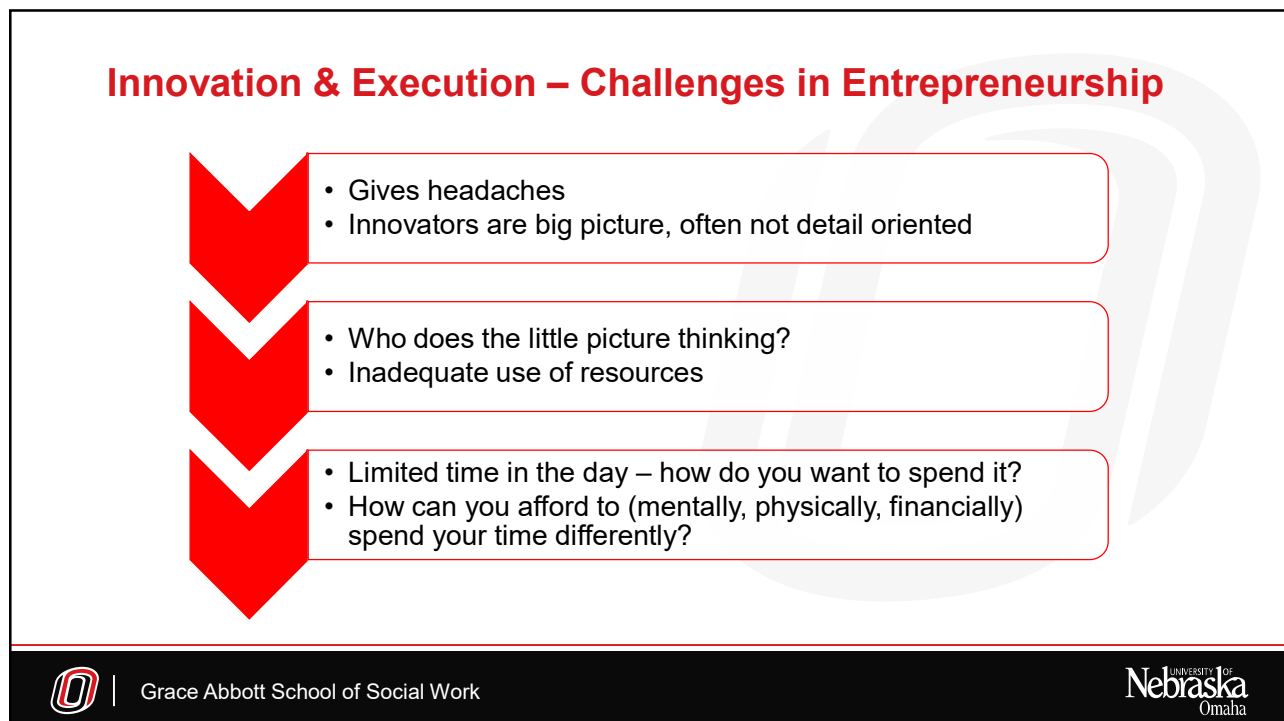 Innovation & Execution – Challenges in Entrepreneurship
• Gives headaches
• Innovators are big picture, often not detail oriented
• Who does the little picture thinking?
• Inadequate use of resources
• Limited time in the day – how do you want to spend it?
• How can you afford to (mentally, physically, financially)
spend your time differently?
Grace Abbott School of Social Work
UNIVERSITY OF
Nebraska
Omaha